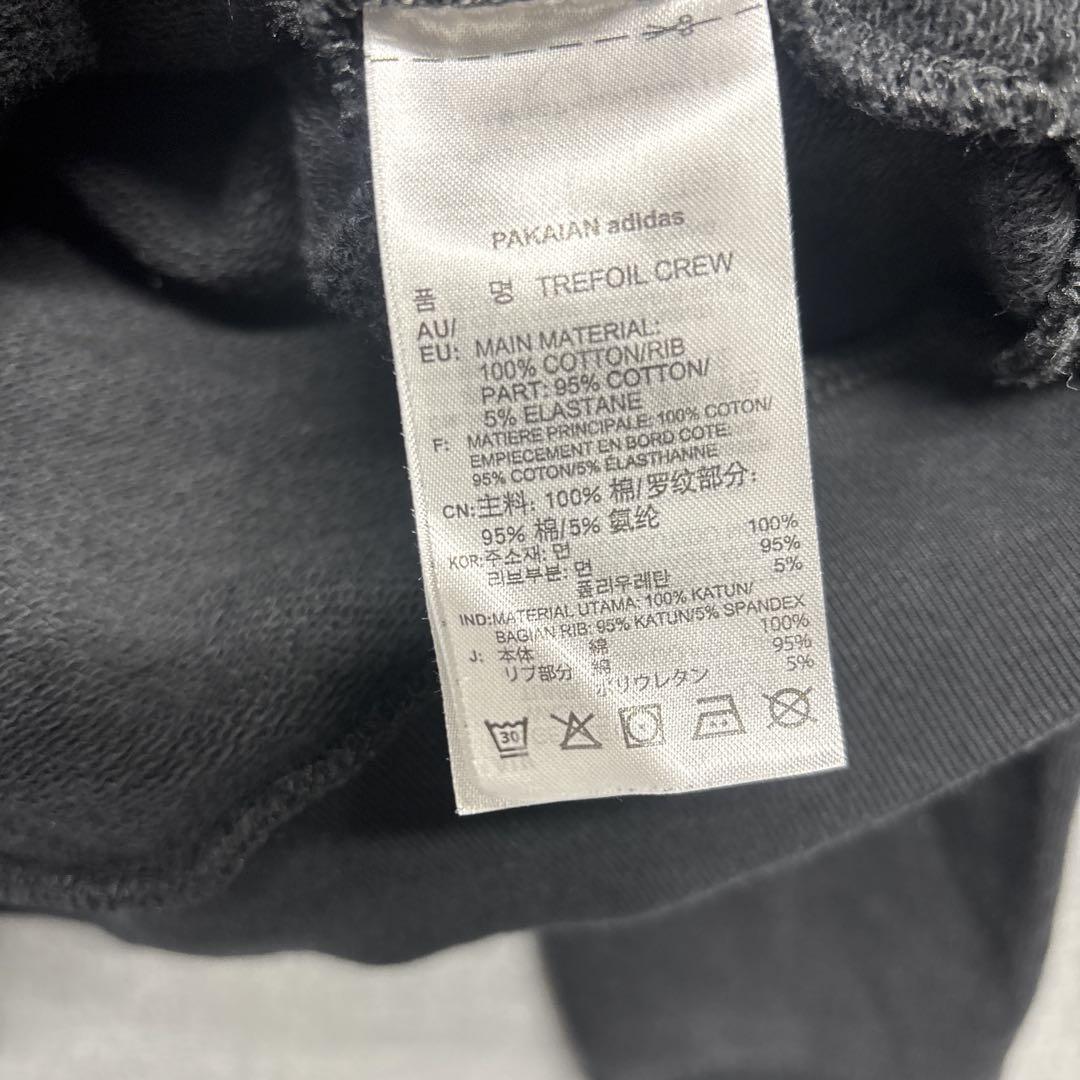 PAKAIAN adidas
품 명 TREFOIL CREW
AU/
EU: MAIN MATERIAL:
100% COTTON/RIB
PART: 95% COTTON/
5% ELASTANE
F: MATIERE PRINCIPALE: 100% COTON/
EMPIECEMENT EN BORD COTE:
95% COTON/5% ÉLASTHANNE
CN:主料: 100% 棉/罗纹部分:
95% 棉/5% 氨纶
KOR:주소재: 면 100%
리브부분: 면 95%
폴리우레탄 5%
IND:MATERIAL UTAMA: 100% KATUN/
BAGIAN RIB: 95% KATUN/5% SPANDEX
J: 本体 綿 100%
リブ部分 綿 95%
ポリウレタン 5%
30